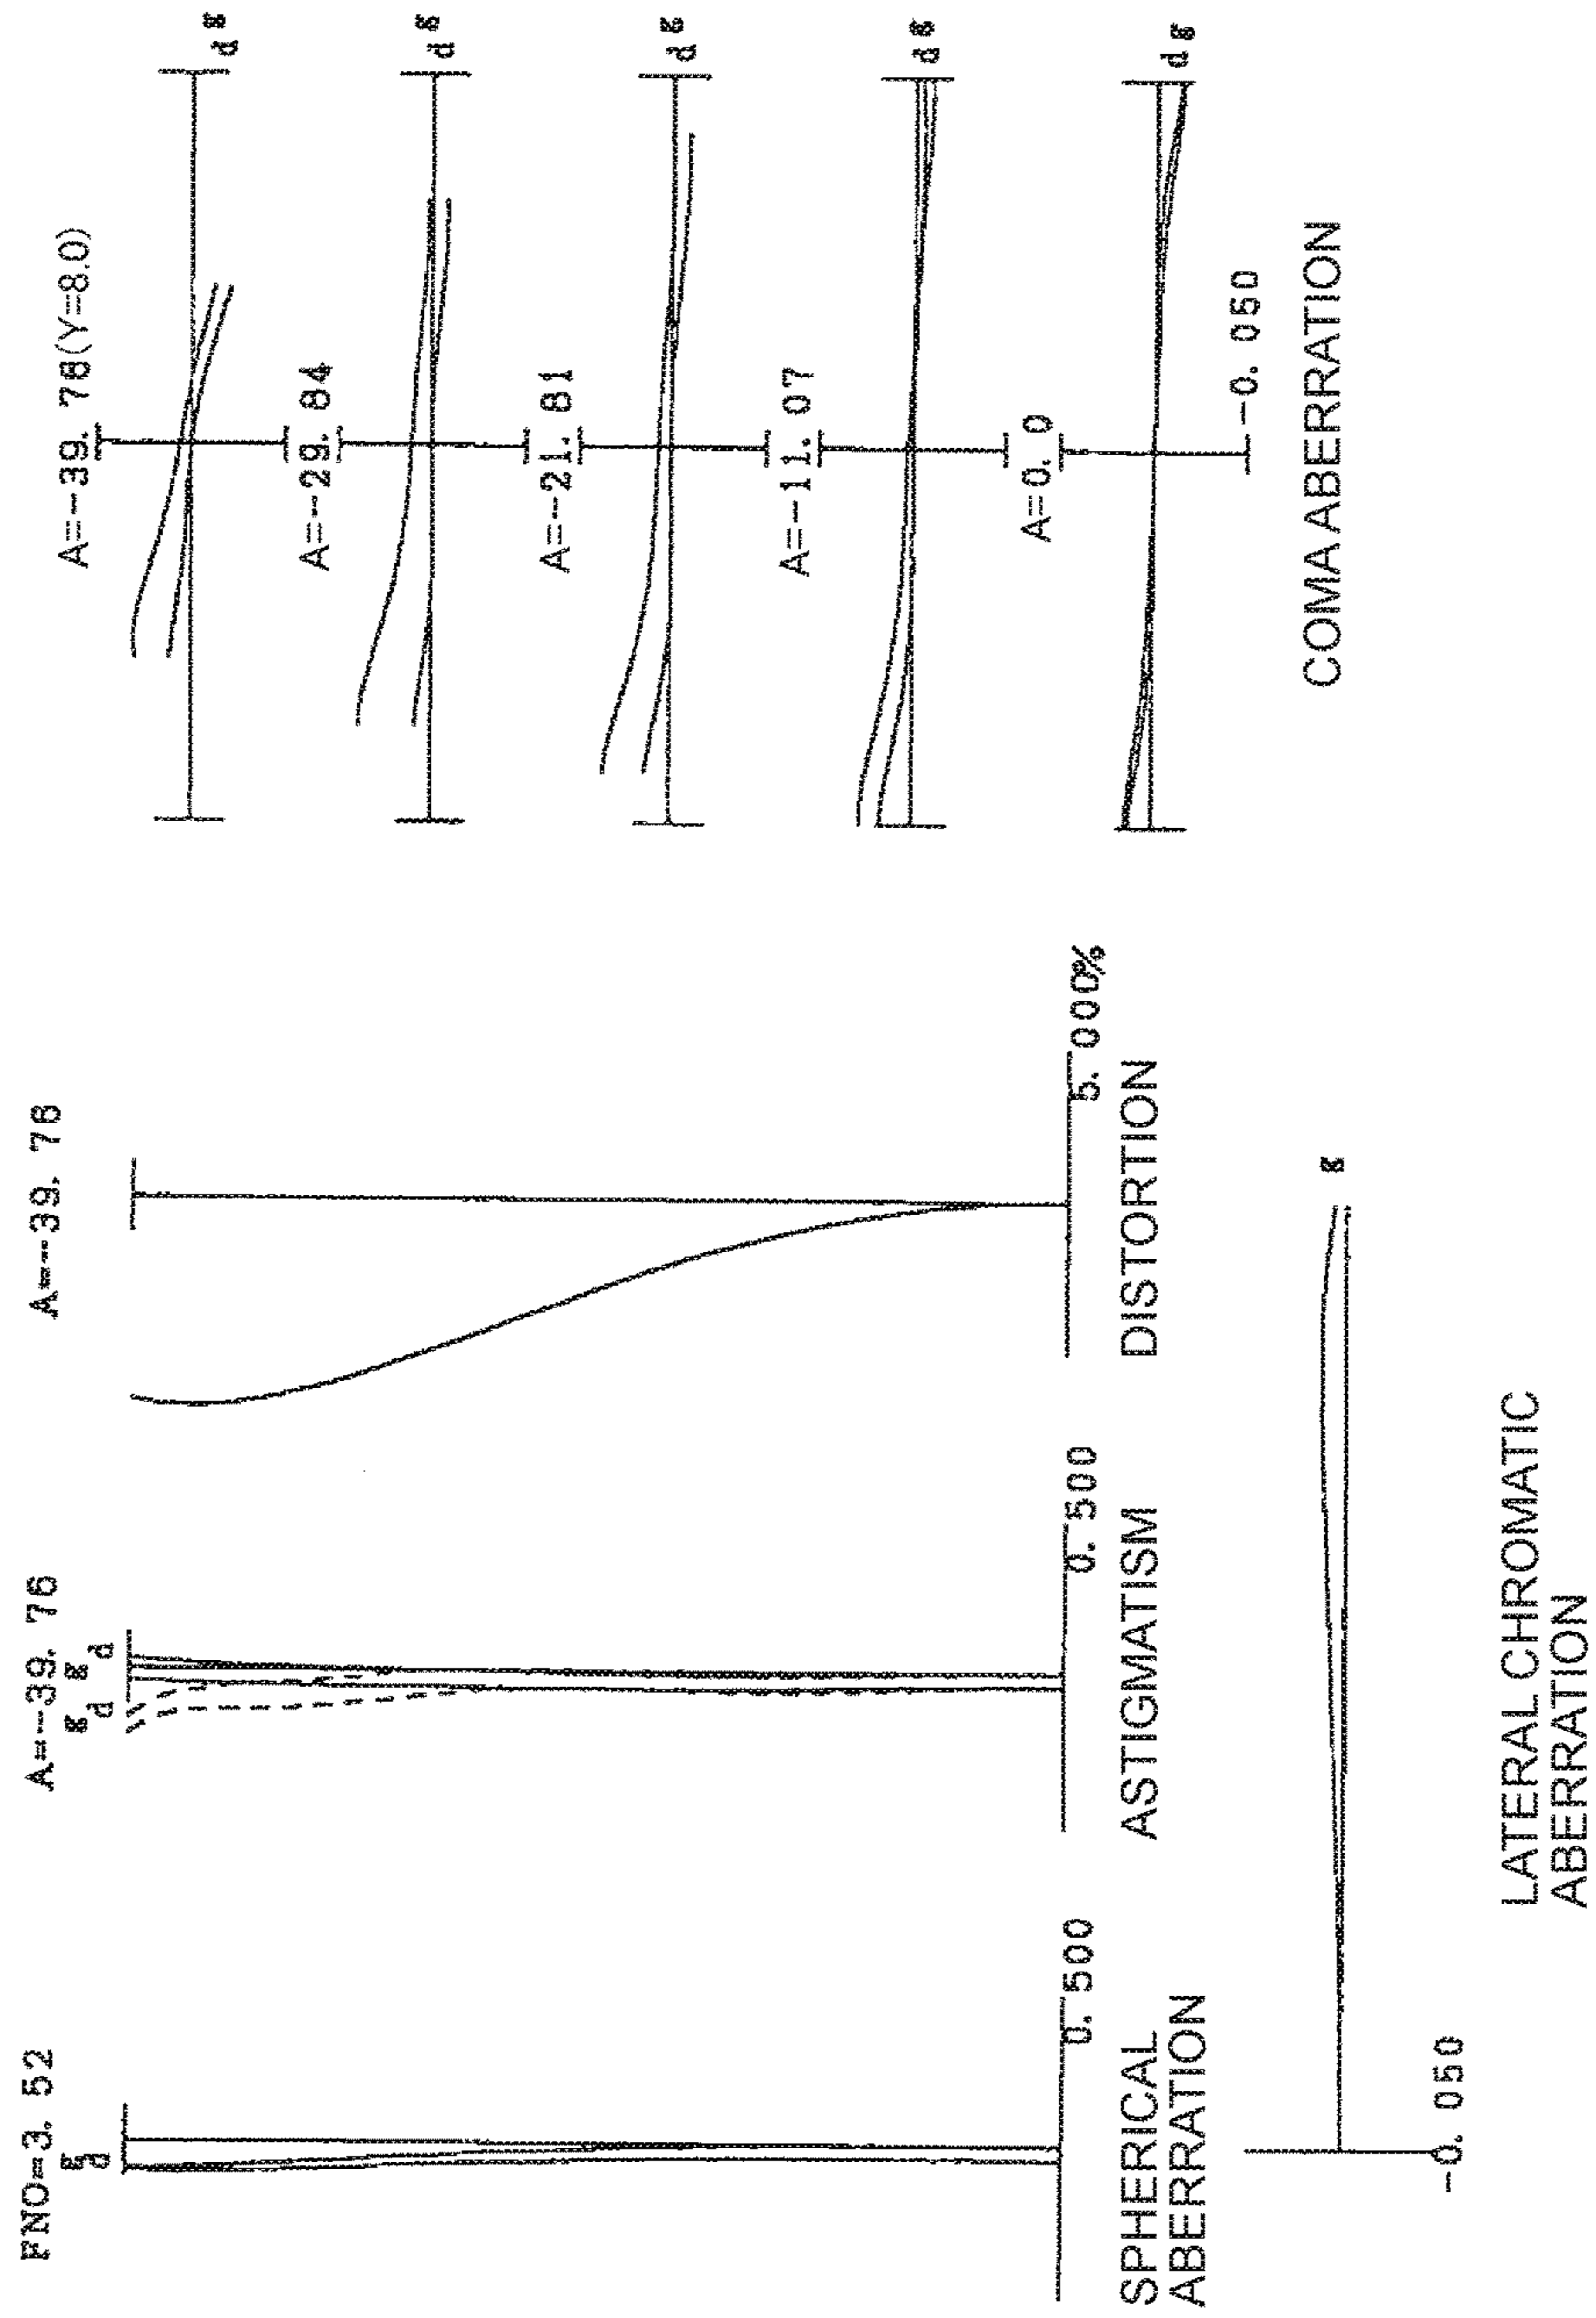 FNO=3. 52
g
d
0. 500
SPHERICAL
ABERRATION
A=-39. 76
g g
d d
0. 500
ASTIGMATISM
A=-39. 76
5. 000%
DISTORTION
A=-39. 76(Y=8.0)
g
d
A=-29. 84
g
d
A=-21. 81
g
d
A=-11. 07
g
d
A=0. 0
g
d
-0. 050
COMA ABERRATION
g
-0. 050
LATERAL CHROMATIC
ABERRATION